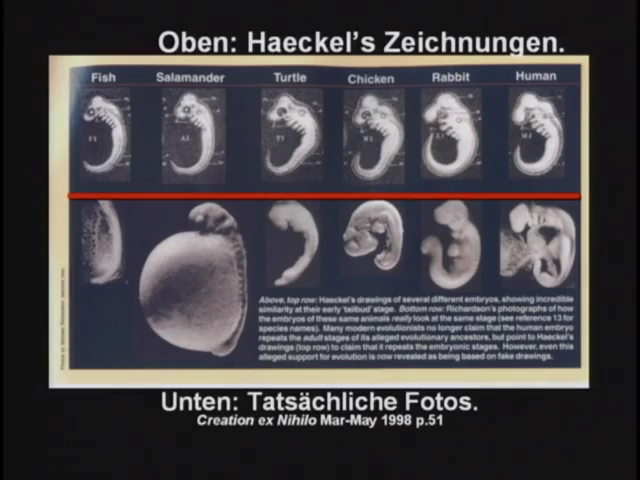 Oben: Haeckel's Zeichnungen.
Fish Salamander Turtle Chicken Rabbit Human
Above, top row: Haeckel's drawings of several different embryos, showing incredible
similarity at their early 'tailbud' stage. Bottom row: Richardson's photographs of how
the embryos of these same animals really look at the same stage (see reference 13 for
species names). Many modern evolutionists no longer claim that the human embryo
repeats the adult stages of its alleged evolutionary ancestors, but point to Haeckel's
drawings (top row) to claim that it repeats the embryonic stages. However, even this
alleged support for evolution is now revealed as being based on fake drawings.
Unten: Tatsächliche Fotos.
Creation ex Nihilo Mar-May 1998 p.51